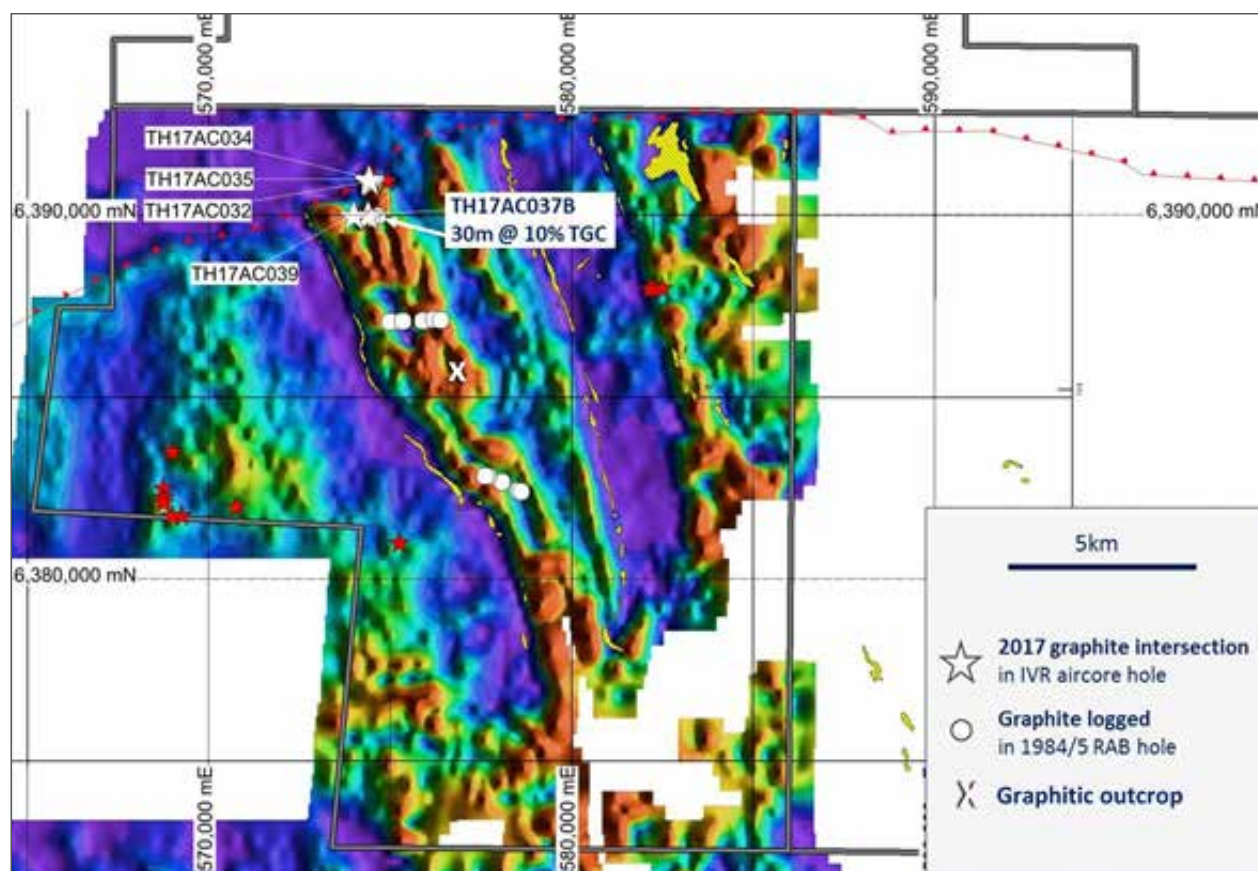 570,000 mE
580,000 mE
590,000 mE
TH17AC034
TH17AC035
TH17AC032
6,390,000 mN
TH17AC037B
30m @ 10% TGC
6,390,000 mN
TH17AC039
6,380,000 mN
5km
2017 graphite intersection
in IVR aircore hole
Graphite logged
in 1984/5 RAB hole
X Graphitic outcrop
X
570,000 mE
580,000 mE